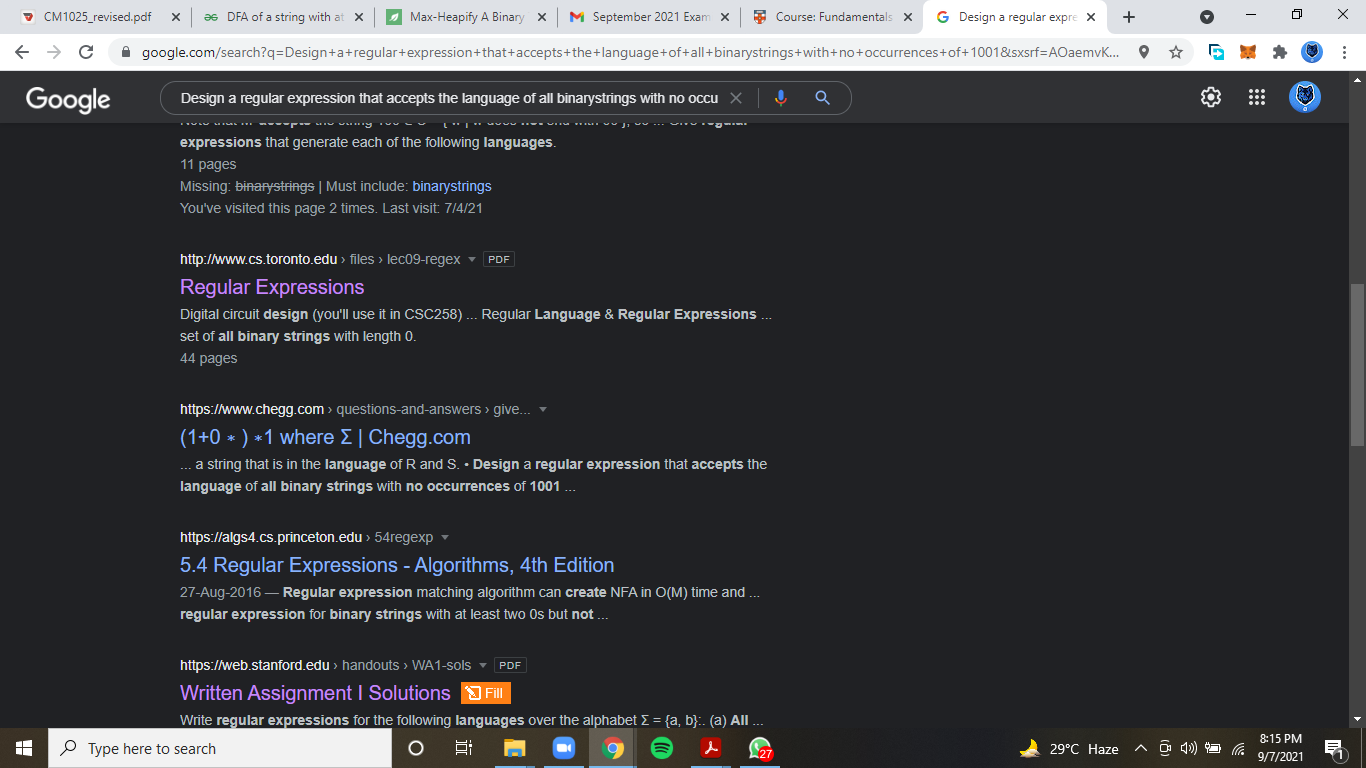 CM1025_revised.pdf
DFA of a string with at
Max-Heapify A Binary
September 2021 Exam
Course: Fundamentals
Design a regular expre
google.com/search?q=Design+a+regular+expression+that+accepts+the+language+of+all+binarystrings+with+no+occurrences+of+1001&sxsrf=AOaemvK...
Google
Design a regular expression that accepts the language of all binarystrings with no occu
expressions that generate each of the following languages.
11 pages
Missing: binarystrings | Must include: binarystrings
You've visited this page 2 times. Last visit: 7/4/21
http://www.cs.toronto.edu › files › lec09-regex PDF
Regular Expressions
Digital circuit design (you'll use it in CSC258) ... Regular Language & Regular Expressions ...
set of all binary strings with length 0.
44 pages
https://www.chegg.com › questions-and-answers › give...
(1+0 ∗ ) ∗1 where Σ | Chegg.com
... a string that is in the language of R and S. • Design a regular expression that accepts the
language of all binary strings with no occurrences of 1001 ...
https://algs4.cs.princeton.edu › 54regexp
5.4 Regular Expressions - Algorithms, 4th Edition
27-Aug-2016 — Regular expression matching algorithm can create NFA in O(M) time and ...
regular expression for binary strings with at least two 0s but not ...
https://web.stanford.edu › handouts › WA1-sols PDF
Written Assignment I Solutions Fill
Write regular expressions for the following languages over the alphabet Σ = {a, b}:. (a) All ...
Type here to search
27
29°C Haze
8:15 PM
9/7/2021
1